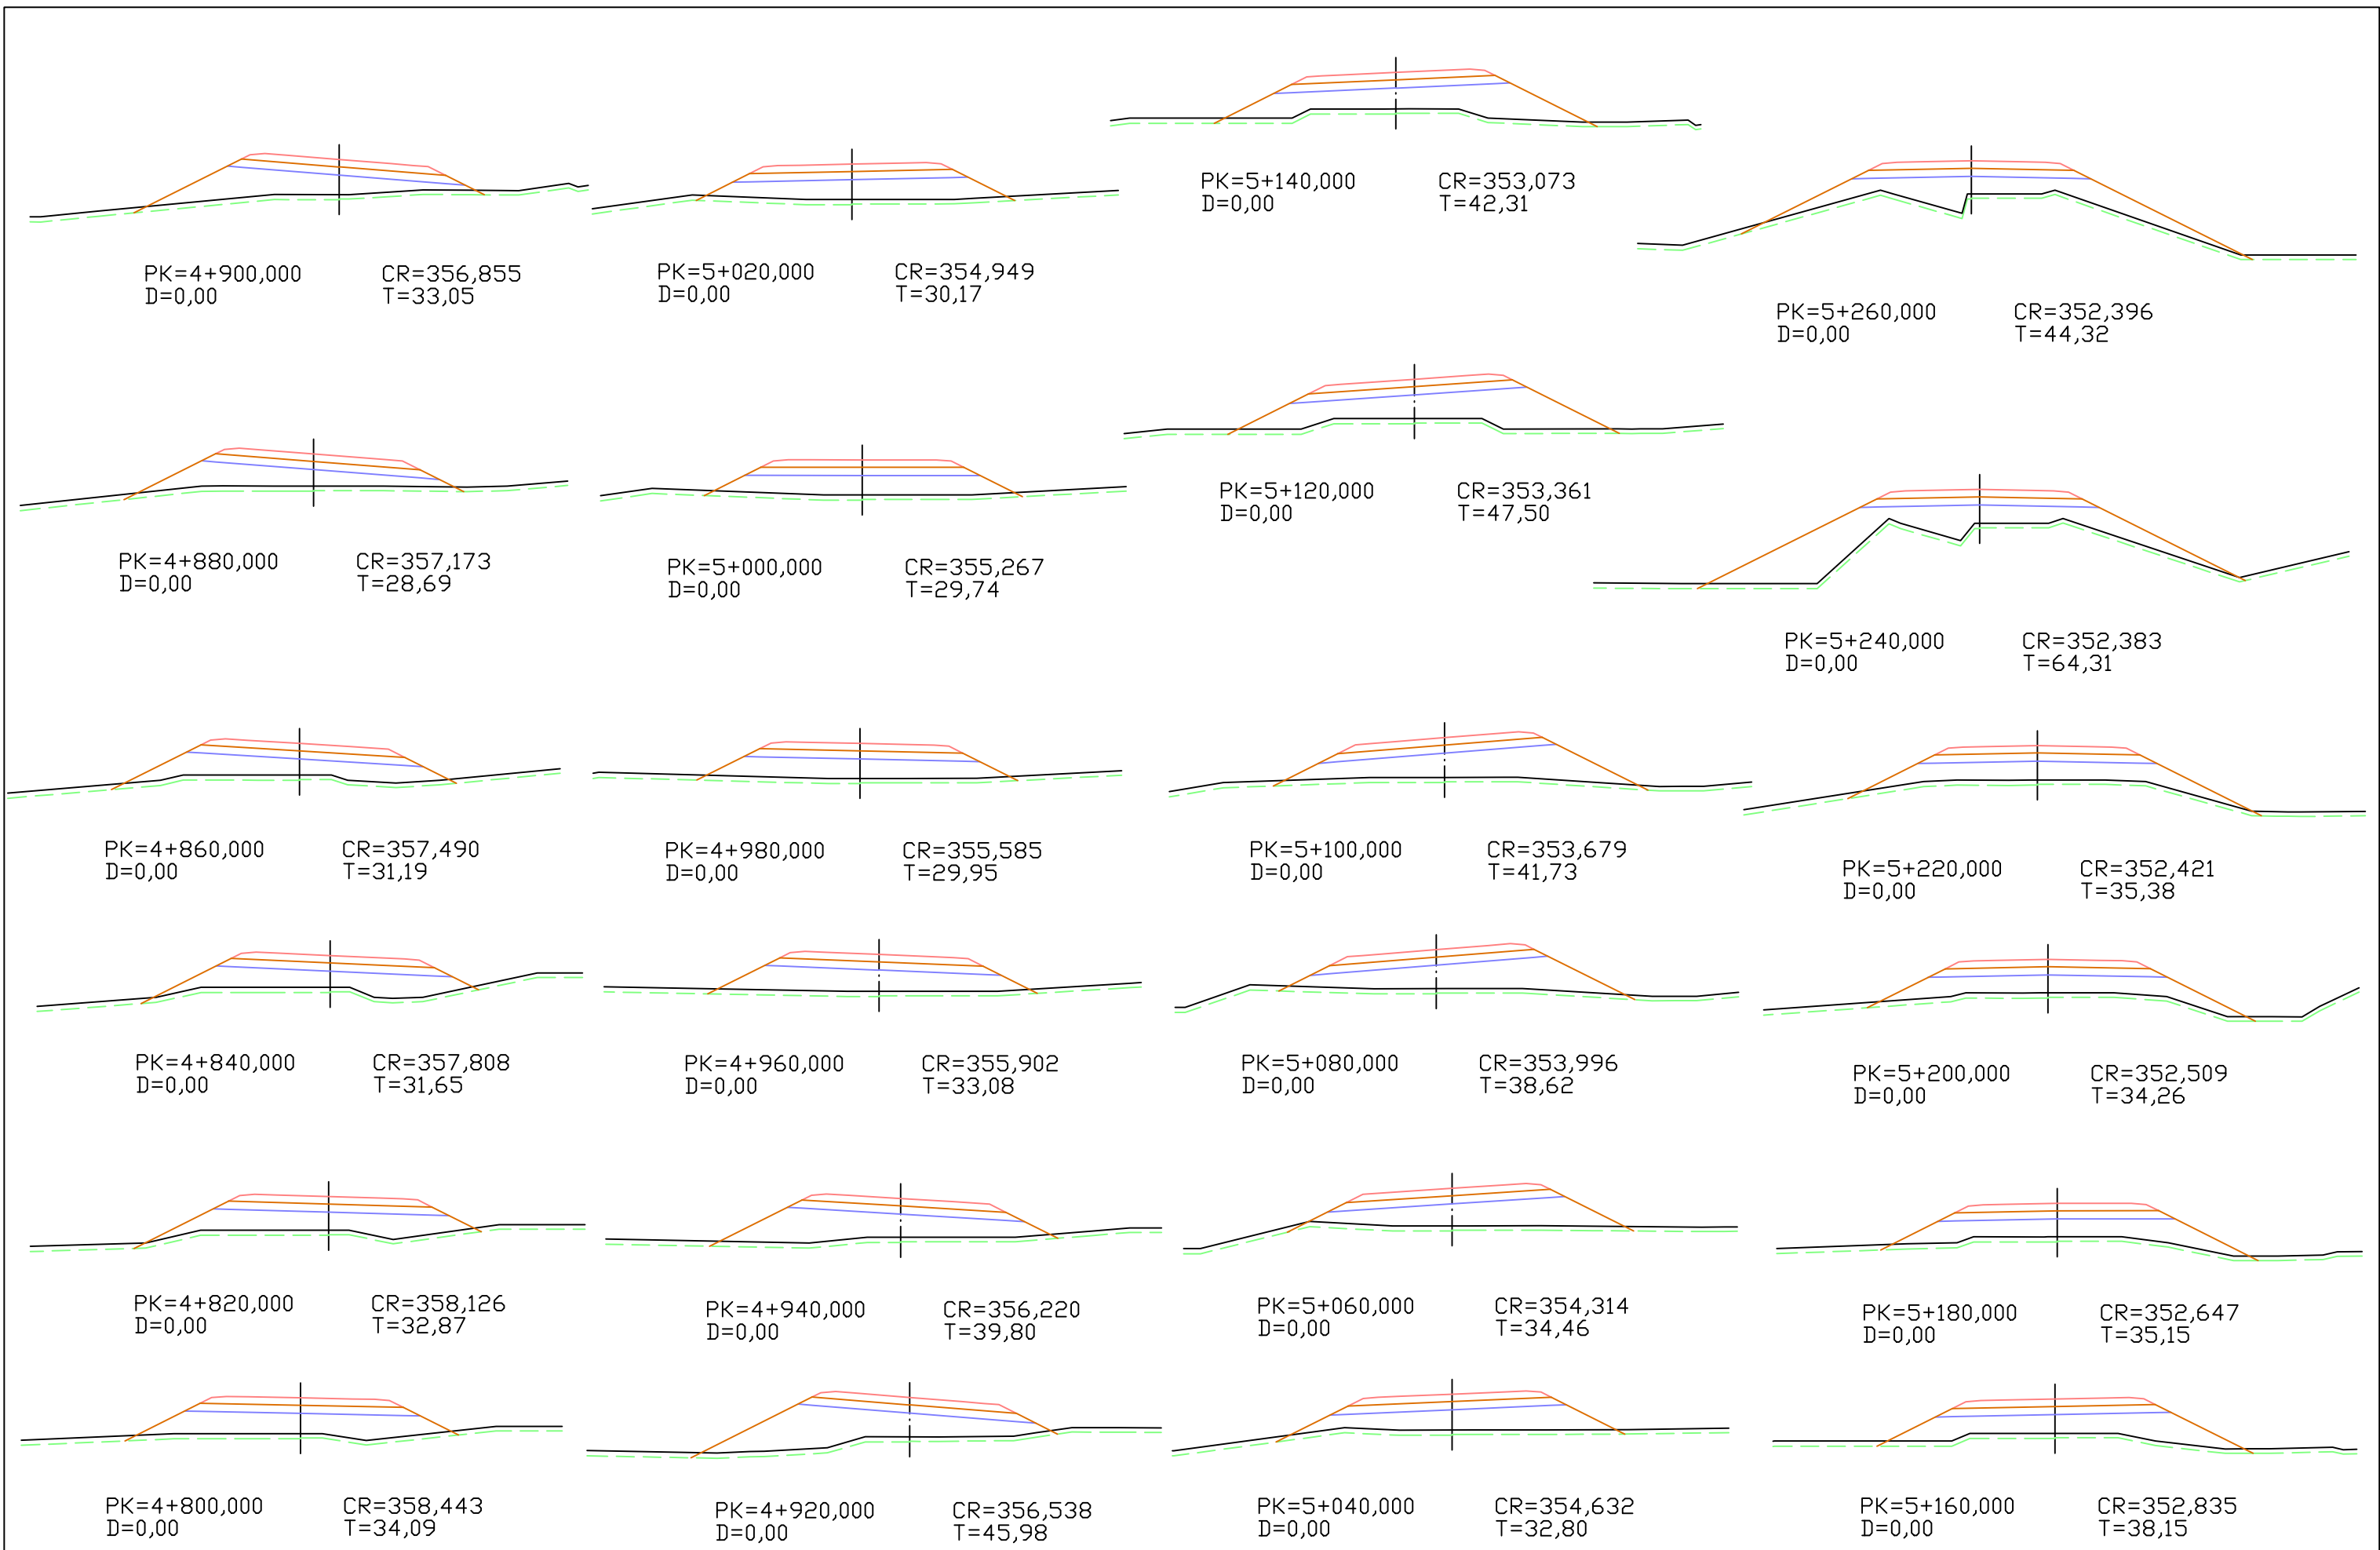 PK=5+140,000 CR=353,073
D=0,00 T=42,31
PK=4+900,000 CR=356,855
D=0,00 T=33,05
PK=5+020,000 CR=354,949
D=0,00 T=30,17
PK=5+260,000 CR=352,396
D=0,00 T=44,32
PK=4+880,000 CR=357,173
D=0,00 T=28,69
PK=5+000,000 CR=355,267
D=0,00 T=29,74
PK=5+120,000 CR=353,361
D=0,00 T=47,50
PK=5+240,000 CR=352,383
D=0,00 T=64,31
PK=4+860,000 CR=357,490
D=0,00 T=31,19
PK=4+980,000 CR=355,585
D=0,00 T=29,95
PK=5+100,000 CR=353,679
D=0,00 T=41,73
PK=5+220,000 CR=352,421
D=0,00 T=35,38
PK=4+840,000 CR=357,808
D=0,00 T=31,65
PK=4+960,000 CR=355,902
D=0,00 T=33,08
PK=5+080,000 CR=353,996
D=0,00 T=38,62
PK=5+200,000 CR=352,509
D=0,00 T=34,26
PK=4+820,000 CR=358,126
D=0,00 T=32,87
PK=4+940,000 CR=356,220
D=0,00 T=39,80
PK=5+060,000 CR=354,314
D=0,00 T=34,46
PK=5+180,000 CR=352,647
D=0,00 T=35,15
PK=4+800,000 CR=358,443
D=0,00 T=34,09
PK=4+920,000 CR=356,538
D=0,00 T=45,98
PK=5+040,000 CR=354,632
D=0,00 T=32,80
PK=5+160,000 CR=352,835
D=0,00 T=38,15